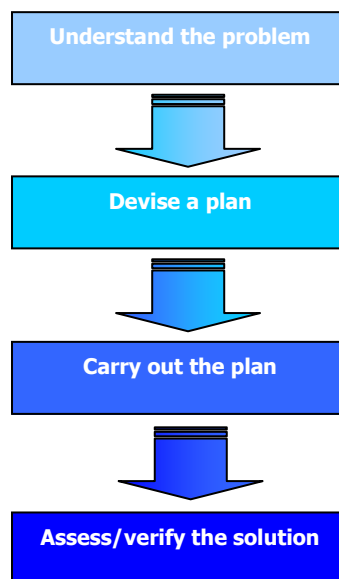 Understand the problem
Devise a plan
Carry out the plan
Assess/verify the solution